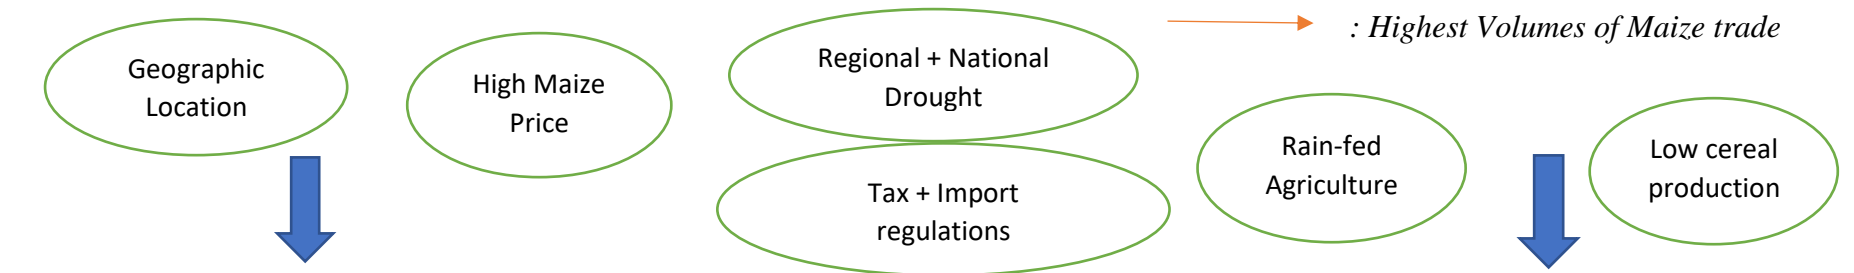 : Highest Volumes of Maize trade
Geographic
Location
High Maize
Price
Regional + National
Drought
Tax + Import
regulations
Rain-fed
Agriculture
Low cereal
production